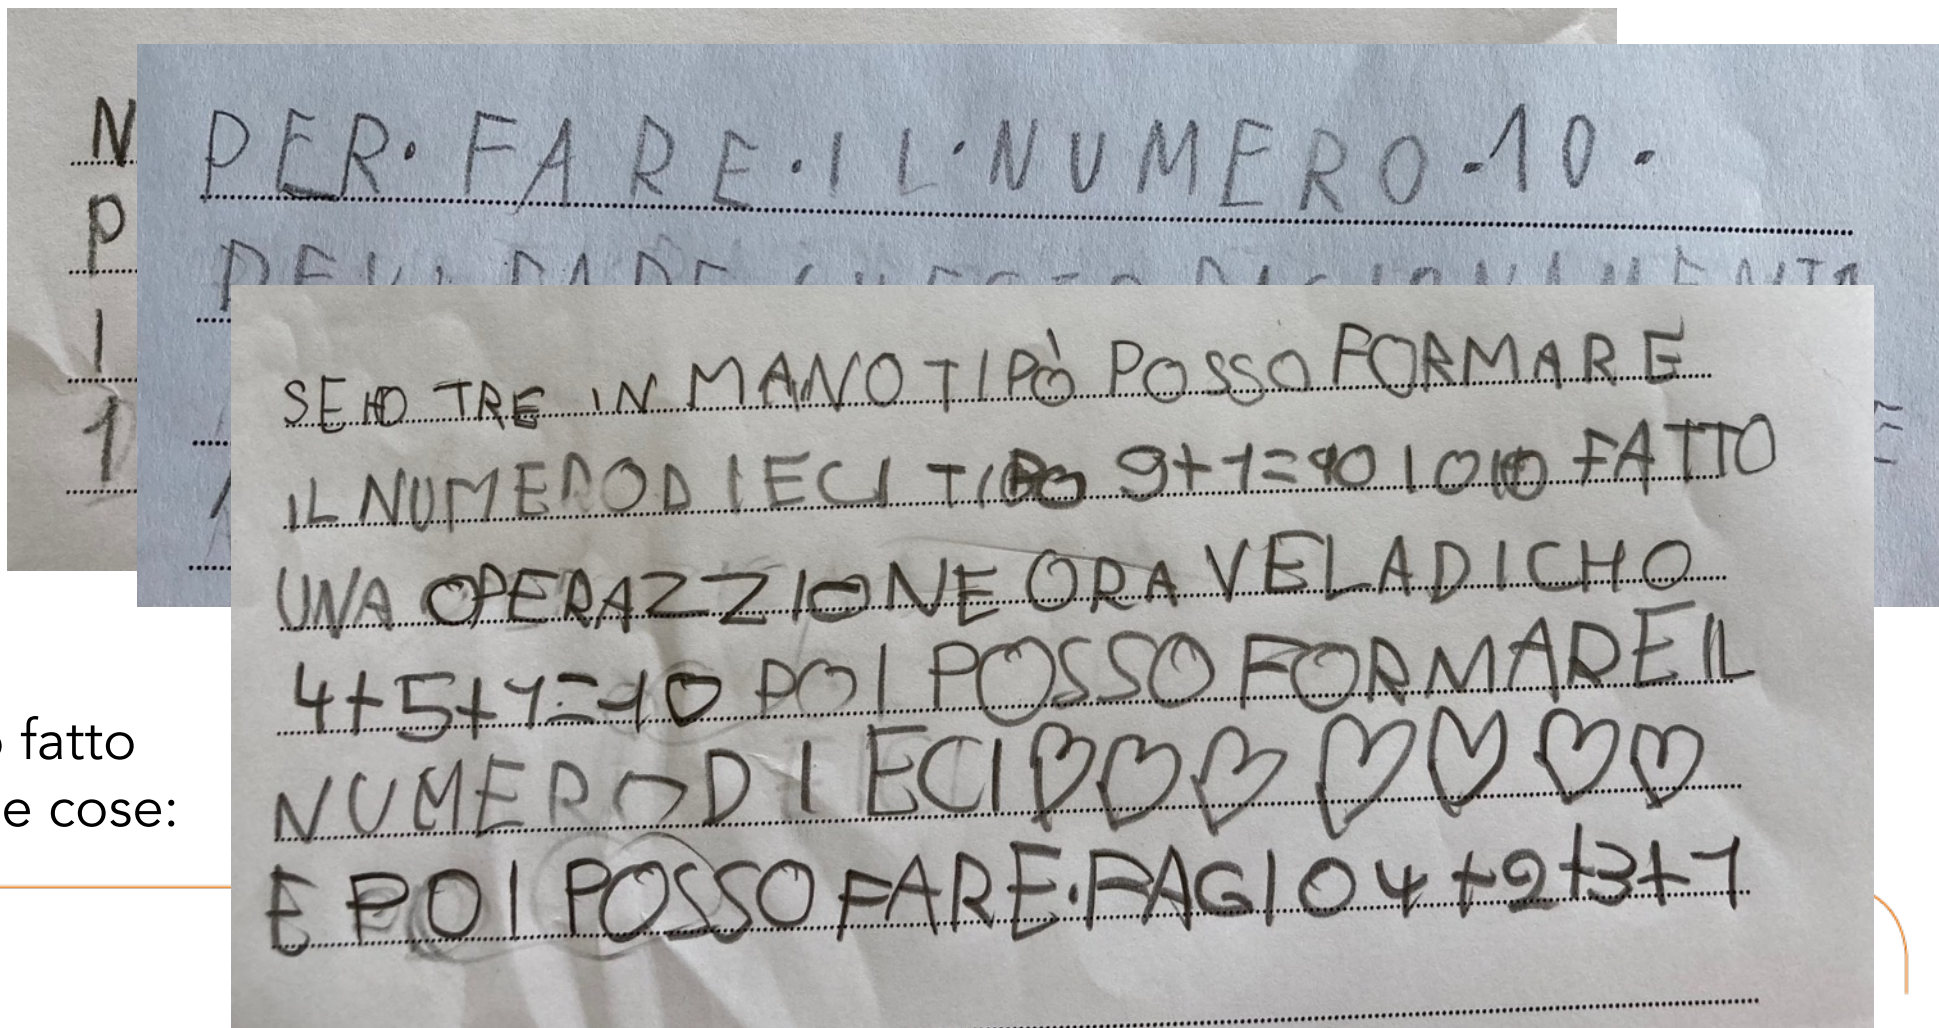 N
P
I
1
PER·FARE·IL·NUMERO·10·
SE HO TRE IN MANO TIPÒ POSSO FORMARE
IL NUMERO DIECI TIPO 9+1=10 IO HO FATTO
UNA OPERAZZIONE ORA VE LA DICHO
4+5+1=10 POI POSSO FORMARE IL
NUMERO DIECI
E POI POSSO FARE·FAGIO 4+2+3+1
fatto
e cose: